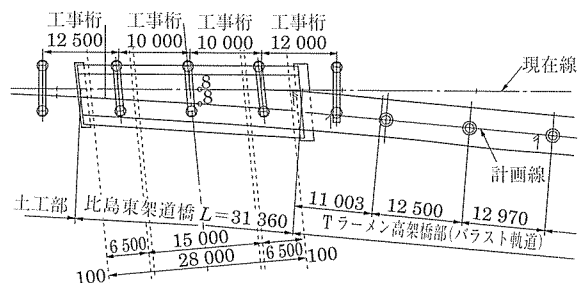 工事桁 工事桁 工事桁 工事桁
12 500 10 000 10 000 12 000
現在線
8
8
計画線
11 003 12 500 12 970
土工部 比島東架道橋 L=31 360
Tラーメン高架橋部(バラスト軌道)
6 500 15 000 6 500
100 28 000 100